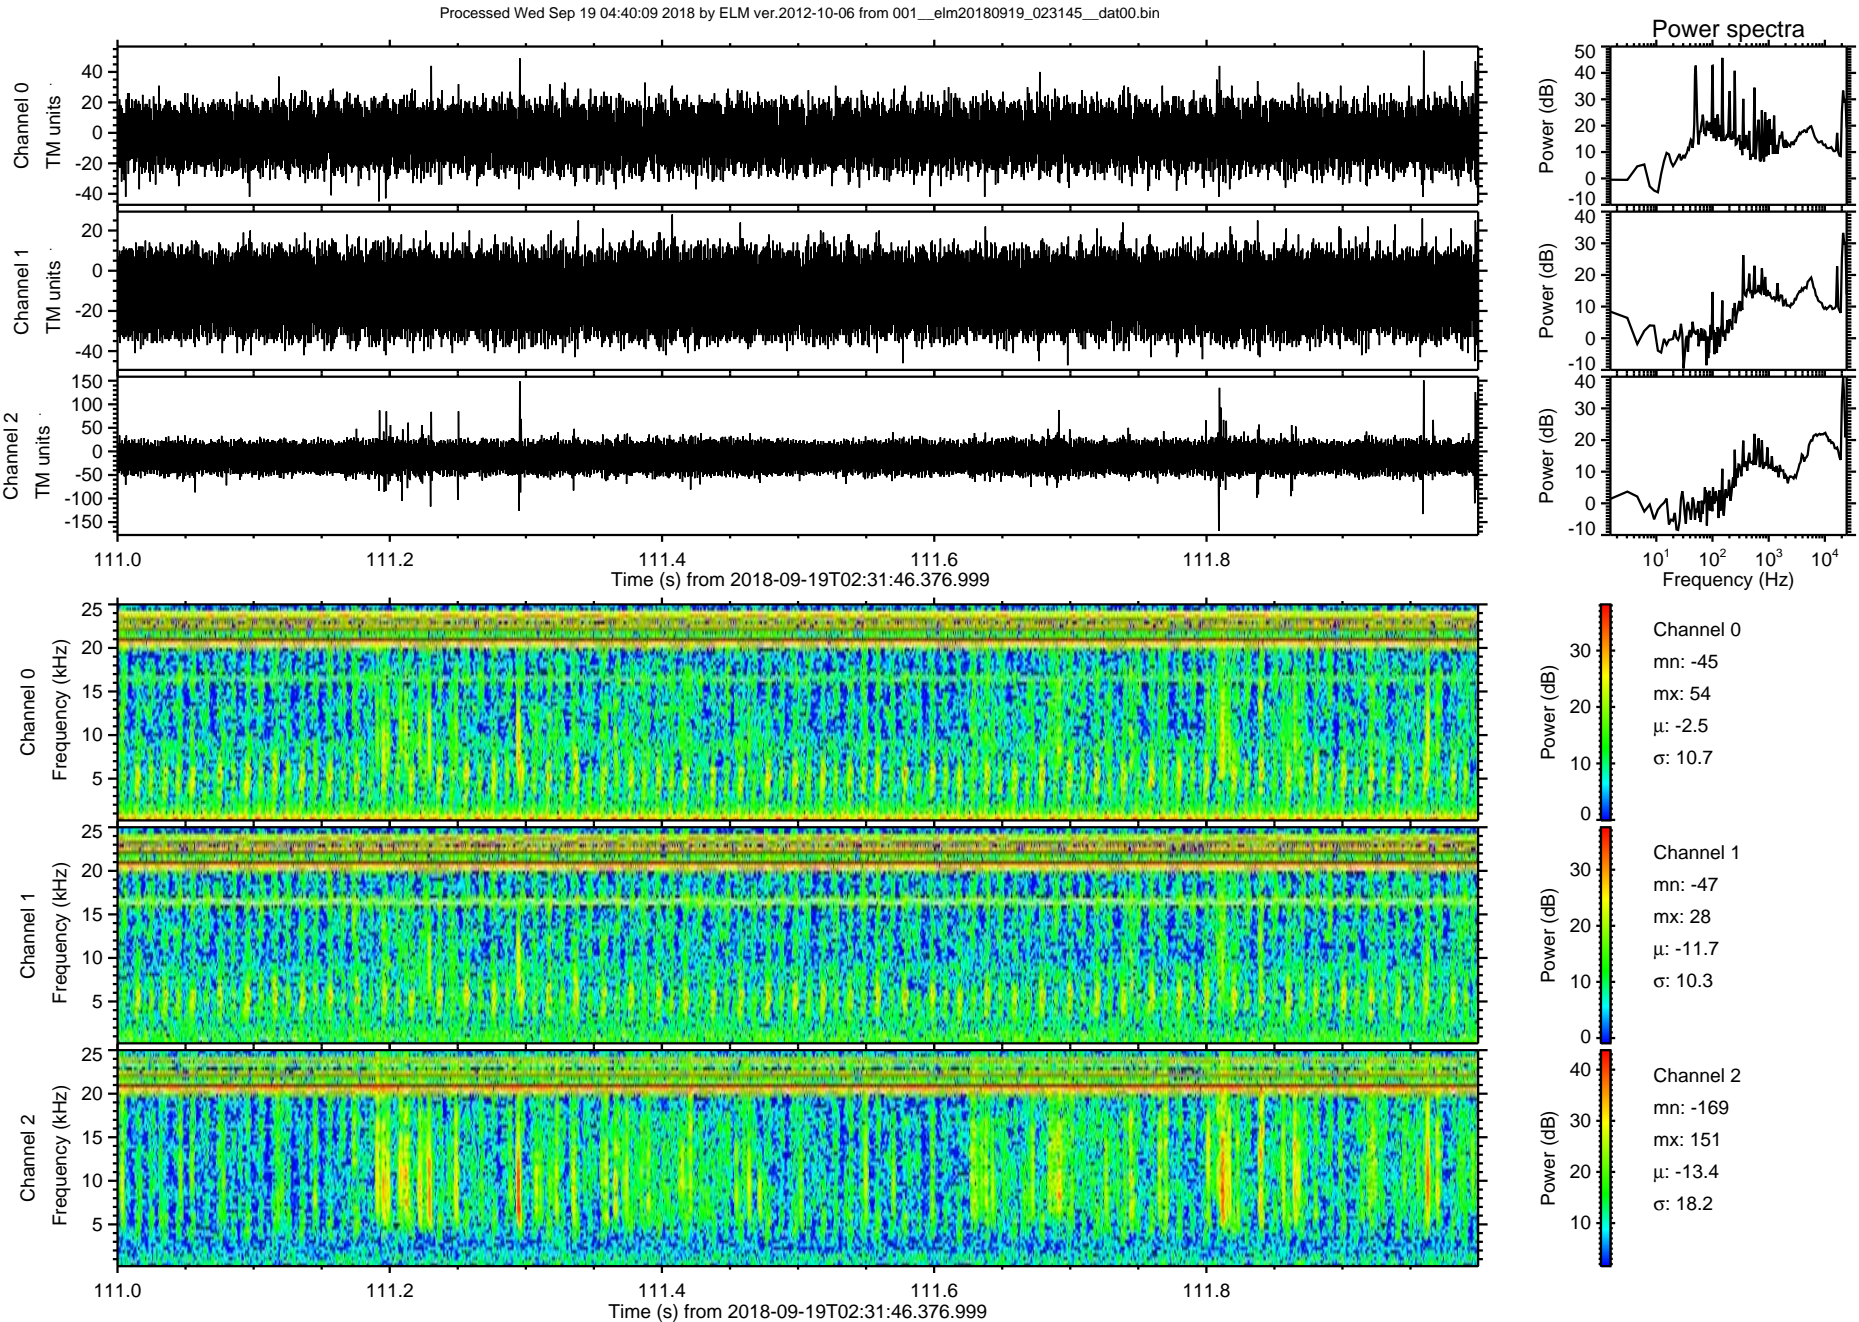 Processed Wed Sep 19 04:40:09 2018 by ELM ver.2012-10-06 from 001__elm20180919_023145__dat00.bin
Power spectra
Channel 0
TM units
40
20
0
-20
-40
Power (dB)
50
40
30
20
10
0
-10
Channel 1
TM units
20
0
-20
-40
Power (dB)
40
30
20
10
0
-10
Channel 2
TM units
150
100
50
0
-50
-100
-150
Power (dB)
40
30
20
10
0
-10
111.0 111.2 111.4 111.6 111.8
Time (s) from 2018-09-19T02:31:46.376.999
10¹ 10² 10³ 10⁴
Frequency (Hz)
Channel 0
Frequency (kHz)
25
20
15
10
5
Power (dB)
30
20
10
0
Channel 0
mn: -45
mx: 54
µ: -2.5
σ: 10.7
Channel 1
Frequency (kHz)
25
20
15
10
5
Power (dB)
30
20
10
0
Channel 1
mn: -47
mx: 28
µ: -11.7
σ: 10.3
Channel 2
Frequency (kHz)
25
20
15
10
5
Power (dB)
40
30
20
10
Channel 2
mn: -169
mx: 151
µ: -13.4
σ: 18.2
111.0 111.2 111.4 111.6 111.8
Time (s) from 2018-09-19T02:31:46.376.999